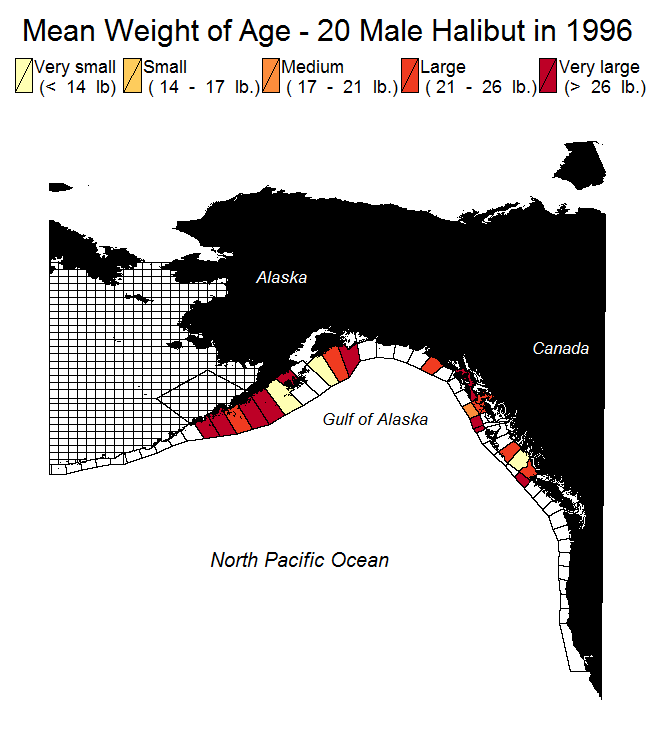 Mean Weight of Age - 20 Male Halibut in 1996
Very small Small Medium Large Very large
(< 14 lb) ( 14 - 17 lb.) ( 17 - 21 lb.) ( 21 - 26 lb.) (> 26 lb.)
Alaska
Canada
Gulf of Alaska
North Pacific Ocean